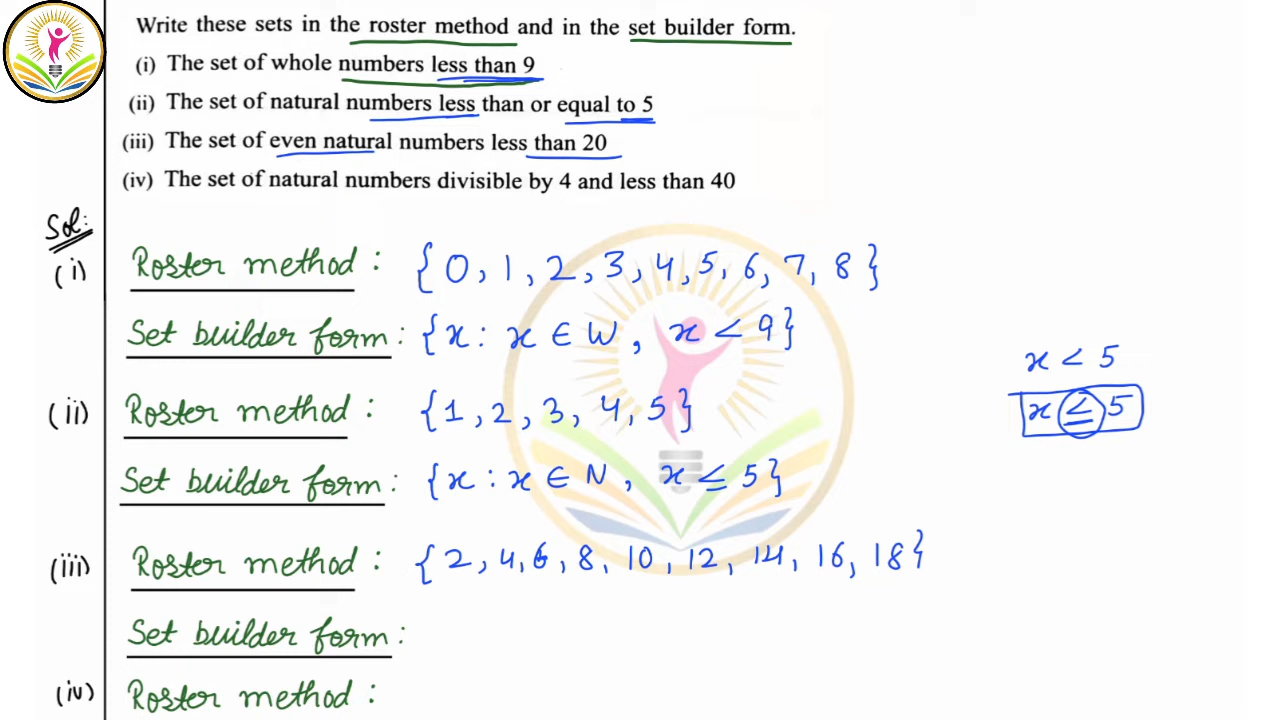 Write these sets in the roster method and in the set builder form.
(i) The set of whole numbers less than 9
(ii) The set of natural numbers less than or equal to 5
(iii) The set of even natural numbers less than 20
(iv) The set of natural numbers divisible by 4 and less than 40
Sol:
(i) Roster method : {0, 1, 2, 3, 4, 5, 6, 7, 8}
Set builder form : {x : x ∈ W, x < 9}
x < 5
(ii) Roster method : {1, 2, 3, 4, 5}
x ≤ 5
Set builder form : {x : x ∈ N, x ≤ 5}
(iii) Roster method : {2, 4, 6, 8, 10, 12, 14, 16, 18}
Set builder form :
(iv) Roster method :